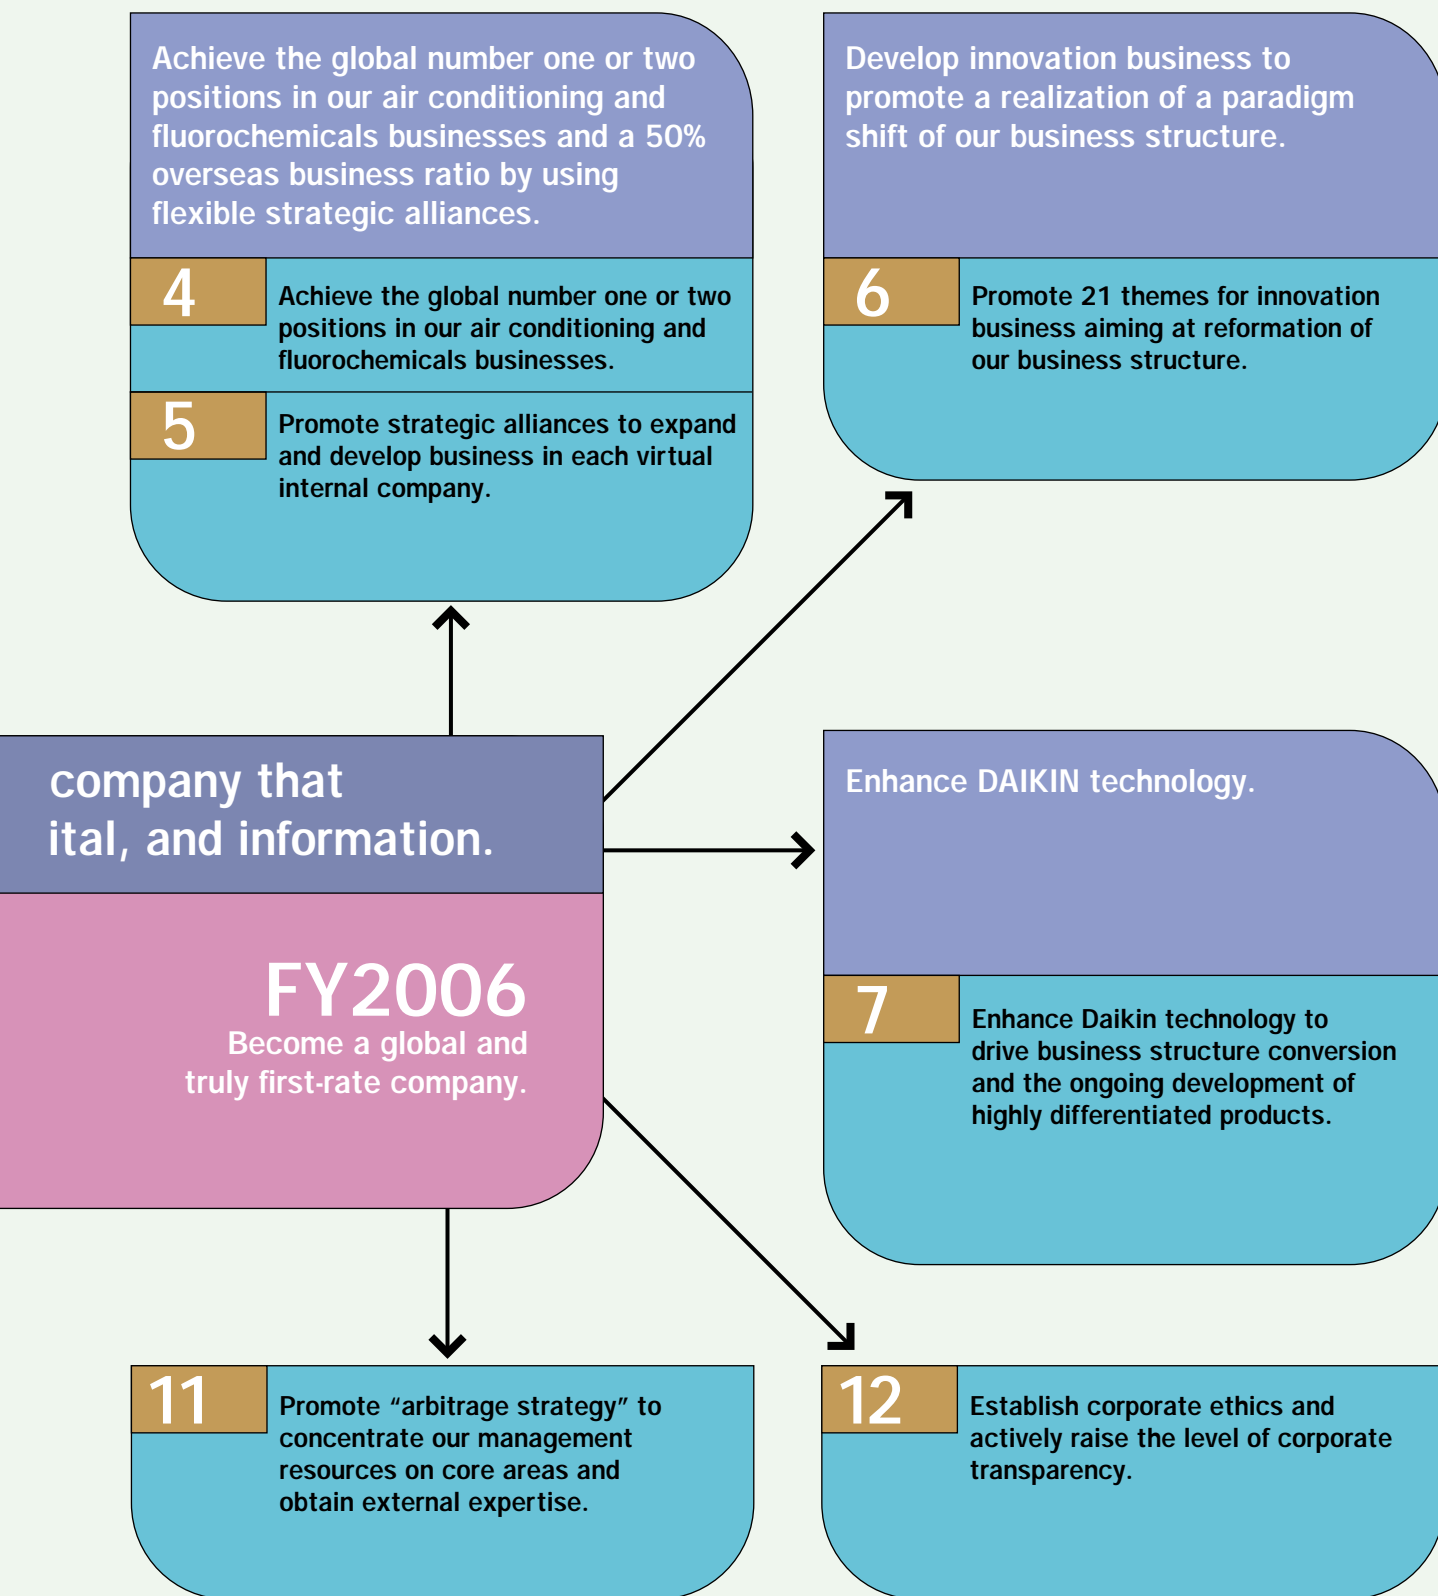 Achieve the global number one or two
positions in our air conditioning and
fluorochemicals businesses and a 50%
overseas business ratio by using
flexible strategic alliances.
4
Achieve the global number one or two
positions in our air conditioning and
fluorochemicals businesses.
5
Promote strategic alliances to expand
and develop business in each virtual
internal company.
Develop innovation business to
promote a realization of a paradigm
shift of our business structure.
6
Promote 21 themes for innovation
business aiming at reformation of
our business structure.
company that
ital, and information.
FY2006
Become a global and
truly first-rate company.
Enhance DAIKIN technology.
7
Enhance Daikin technology to
drive business structure conversion
and the ongoing development of
highly differentiated products.
11
Promote “arbitrage strategy” to
concentrate our management
resources on core areas and
obtain external expertise.
12
Establish corporate ethics and
actively raise the level of corporate
transparency.